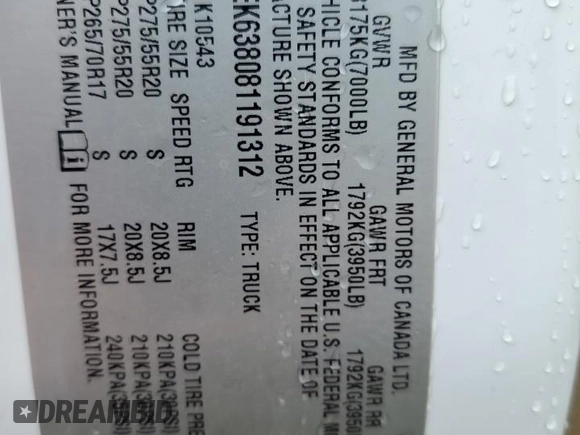 MFD BY GENERAL MOTORS OF CANADA LTD.
GVWR GAWR FRT GAWR RR
3175KG(7000LB) 1792KG(3950LB) 1792KG(3950
VEHICLE CONFORMS TO ALL APPLICABLE U.S. FEDERAL
SAFETY STANDARDS IN EFFECT ON THE DATE OF
ACTURE SHOWN ABOVE.
EK638081191312 TYPE: TRUCK
K10543
RE SIZE SPEED RTG RIM COLD TIRE PRE
P275/55R20 S 20X8.5J 210KPA
P275/55R20 S 20X8.5J 210KPA
P265/70R17 S 17X7.5J 240KPA
NER'S MANUAL FOR MORE INFORMATION.
DREAMBID